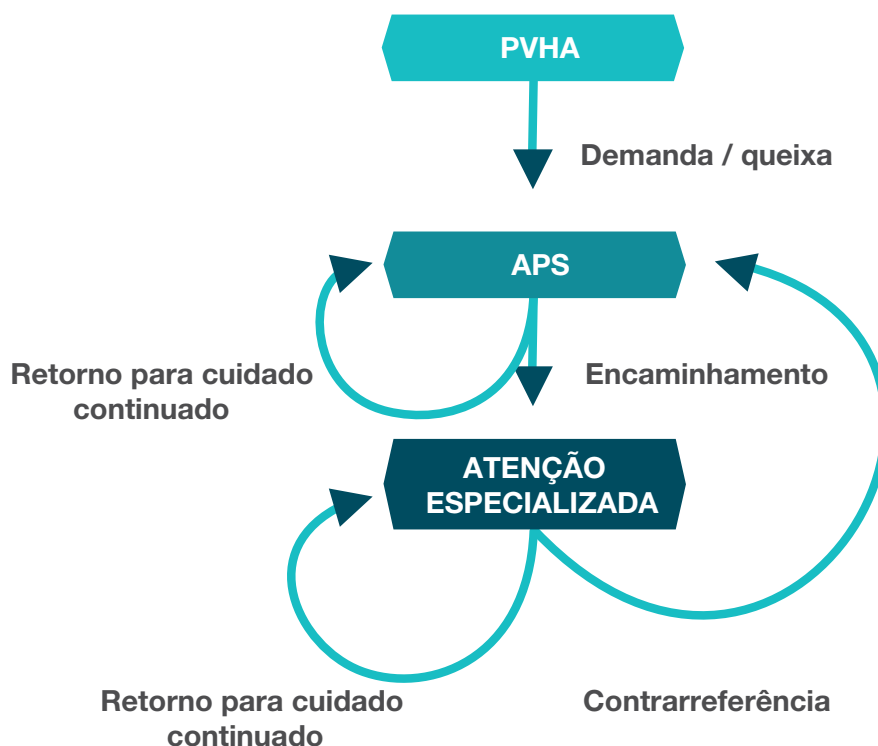 PVHA
Demanda / queixa
APS
Retorno para cuidado
continuado
Encaminhamento
ATENÇÃO
ESPECIALIZADA
Retorno para cuidado
continuado
Contrarreferência